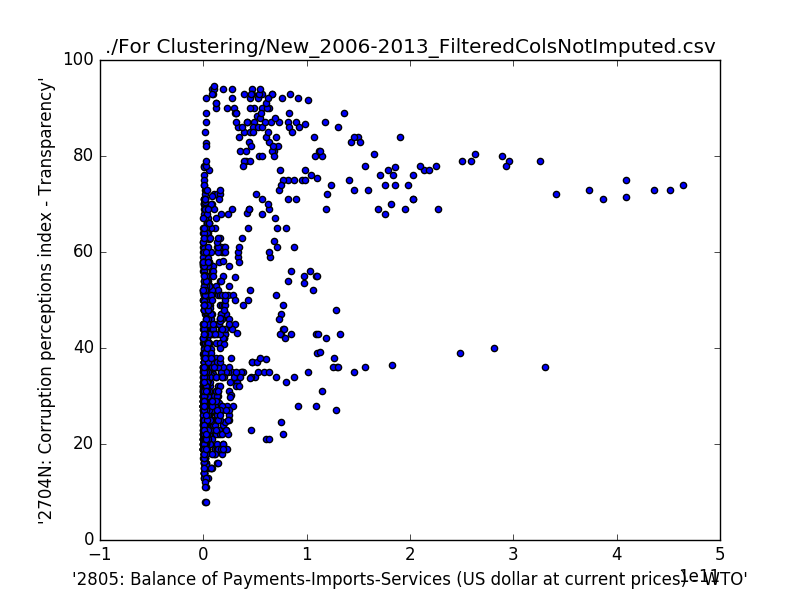 ./For Clustering/New_2006-2013_FilteredColsNotImputed.csv
100
80
60
40
20
0
'2704N: Corruption perceptions index - Transparency'
−1 0 1 2 3 4 5
1e11
'2805: Balance of Payments-Imports-Services (US dollar at current prices) - WTO'